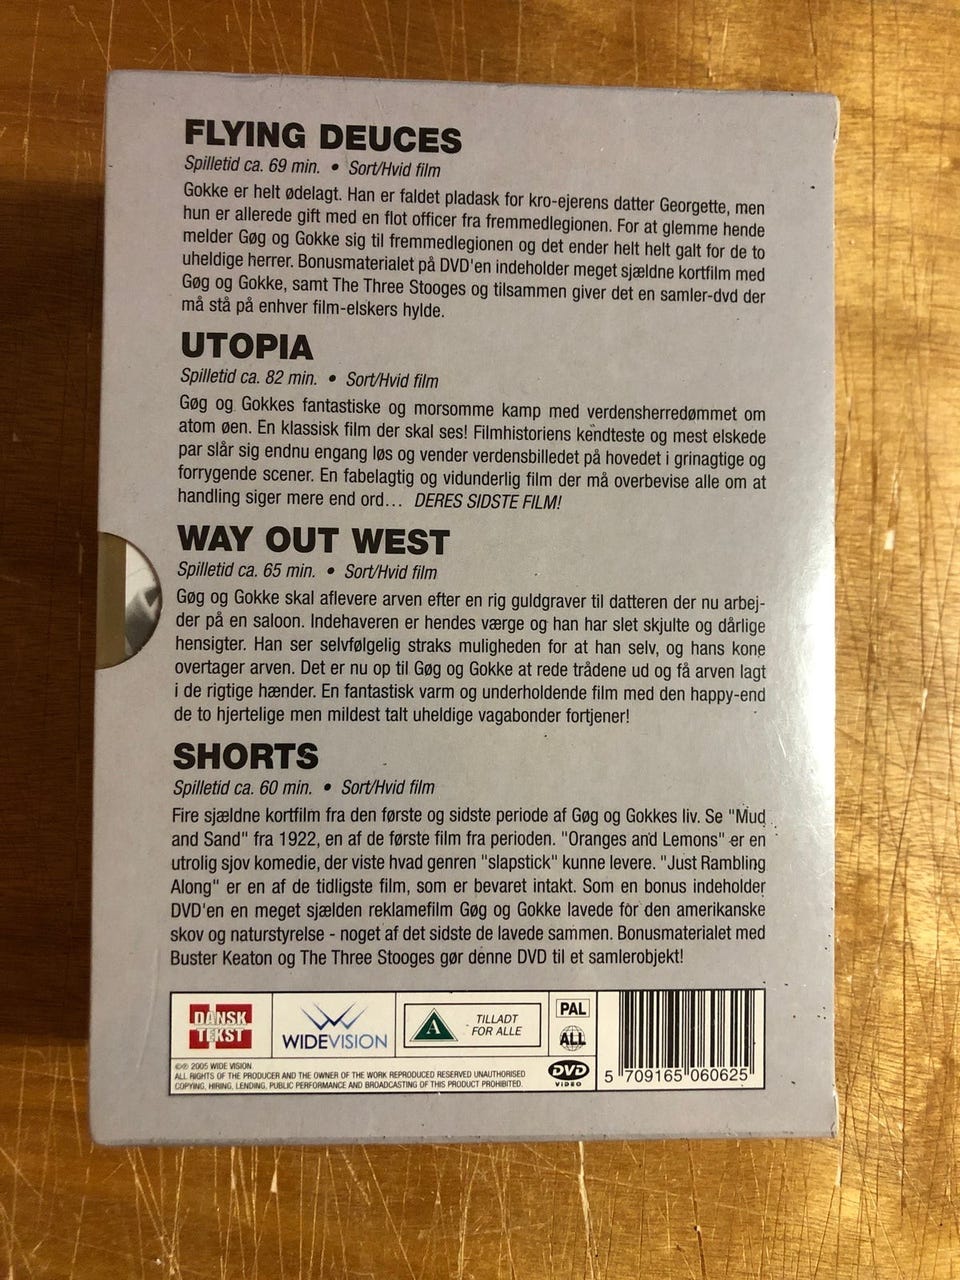 FLYING DEUCES
Spilletid ca. 69 min. • Sort/Hvid film
Gokke er helt ødelagt. Han er faldet pladask for kro-ejerens datter Georgette, men
hun er allerede gift med en flot officer fra fremmedlegionen. For at glemme hende
melder Gøg og Gokke sig til fremmedlegionen og det ender helt helt galt for de to
uheldige herrer. Bonusmaterialet på DVD'en indeholder meget sjældne kortfilm med
Gøg og Gokke, samt The Three Stooges og tilsammen giver det en samler-dvd der
må stå på enhver film-elskers hylde.
UTOPIA
Spilletid ca. 82 min. • Sort/Hvid film
Gøg og Gokkes fantastiske og morsomme kamp med verdensherredømmet om
atom øen. En klassisk film der skal ses! Filmhistoriens kendteste og mest elskede
par slår sig endnu engang løs og vender verdensbilledet på hovedet i grinagtige og
forrygende scener. En fabelagtig og vidunderlig film der må overbevise alle om at
handling siger mere end ord... DERES SIDSTE FILM!
WAY OUT WEST
Spilletid ca. 65 min. • Sort/Hvid film
Gøg og Gokke skal aflevere arven efter en rig guldgraver til datteren der nu arbej-
der på en saloon. Indehaveren er hendes værge og han har slet skjulte og dårlige
hensigter. Han ser selvfølgelig straks muligheden for at han selv, og hans kone
overtager arven. Det er nu op til Gøg og Gokke at rede trådene ud og få arven lagt
i de rigtige hænder. En fantastisk varm og underholdende film med den happy-end
de to hjertelige men mildest talt uheldige vagabonder fortjener!
SHORTS
Spilletid ca. 60 min. • Sort/Hvid film
Fire sjældne kortfilm fra den første og sidste periode af Gøg og Gokkes liv. Se "Mud
and Sand" fra 1922, en af de første film fra perioden. "Oranges and Lemons" er en
utrolig sjov komedie, der viste hvad genren "slapstick" kunne levere. "Just Rambling
Along" er en af de tidligste film, som er bevaret intakt. Som en bonus indeholder
DVD'en en meget sjælden reklamefilm Gøg og Gokke lavede for den amerikanske
skov og naturstyrelse - noget af det sidste de lavede sammen. Bonusmaterialet med
Buster Keaton og The Three Stooges gør denne DVD til et samlerobjekt!
DANSK
TEKST
WIDEVISION
A
TILLADT
FOR ALLE
PAL
ALL
©℗ 2005 WIDE VISION
ALL RIGHTS OF THE PRODUCER AND THE OWNER OF THE WORK REPRODUCED RESERVED UNAUTHORISED
COPYING, HIRING, LENDING, PUBLIC PERFORMANCE AND BROADCASTING OF THIS PRODUCT PROHIBITED.
DVD
VIDEO
5 709165 060625